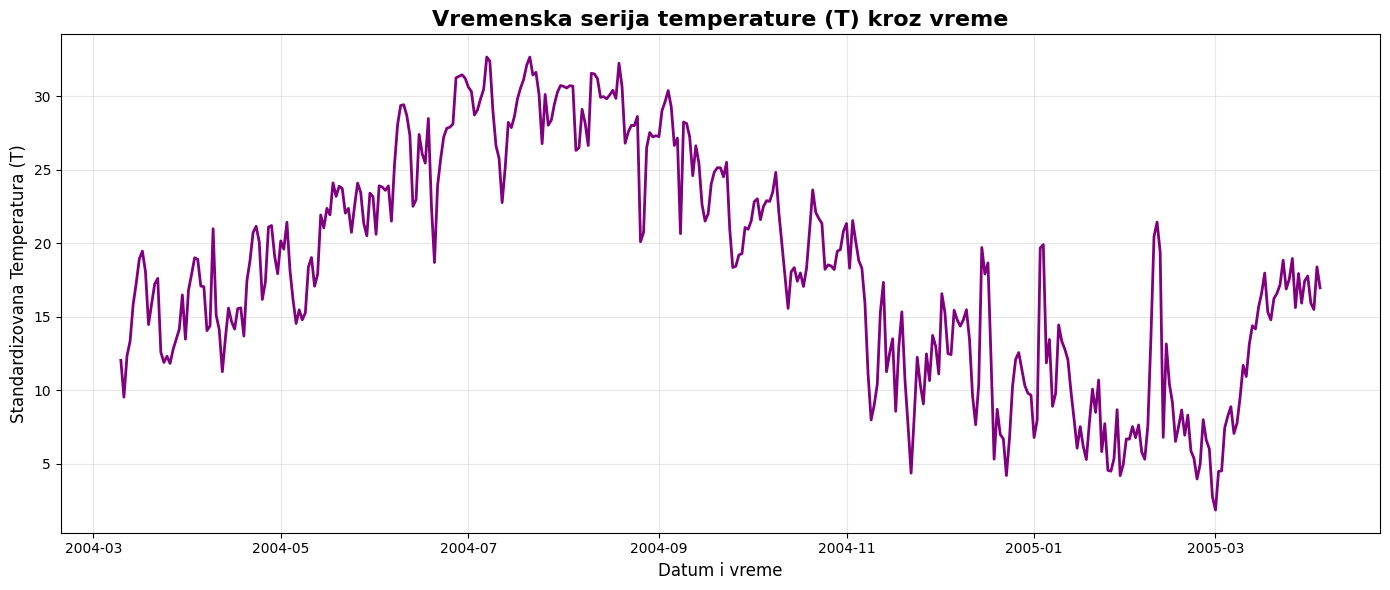 Vremenska serija temperature (T) kroz vreme
Standardizovana Temperatura (T)
30
25
20
15
10
5
2004-03 2004-05 2004-07 2004-09 2004-11 2005-01 2005-03
Datum i vreme